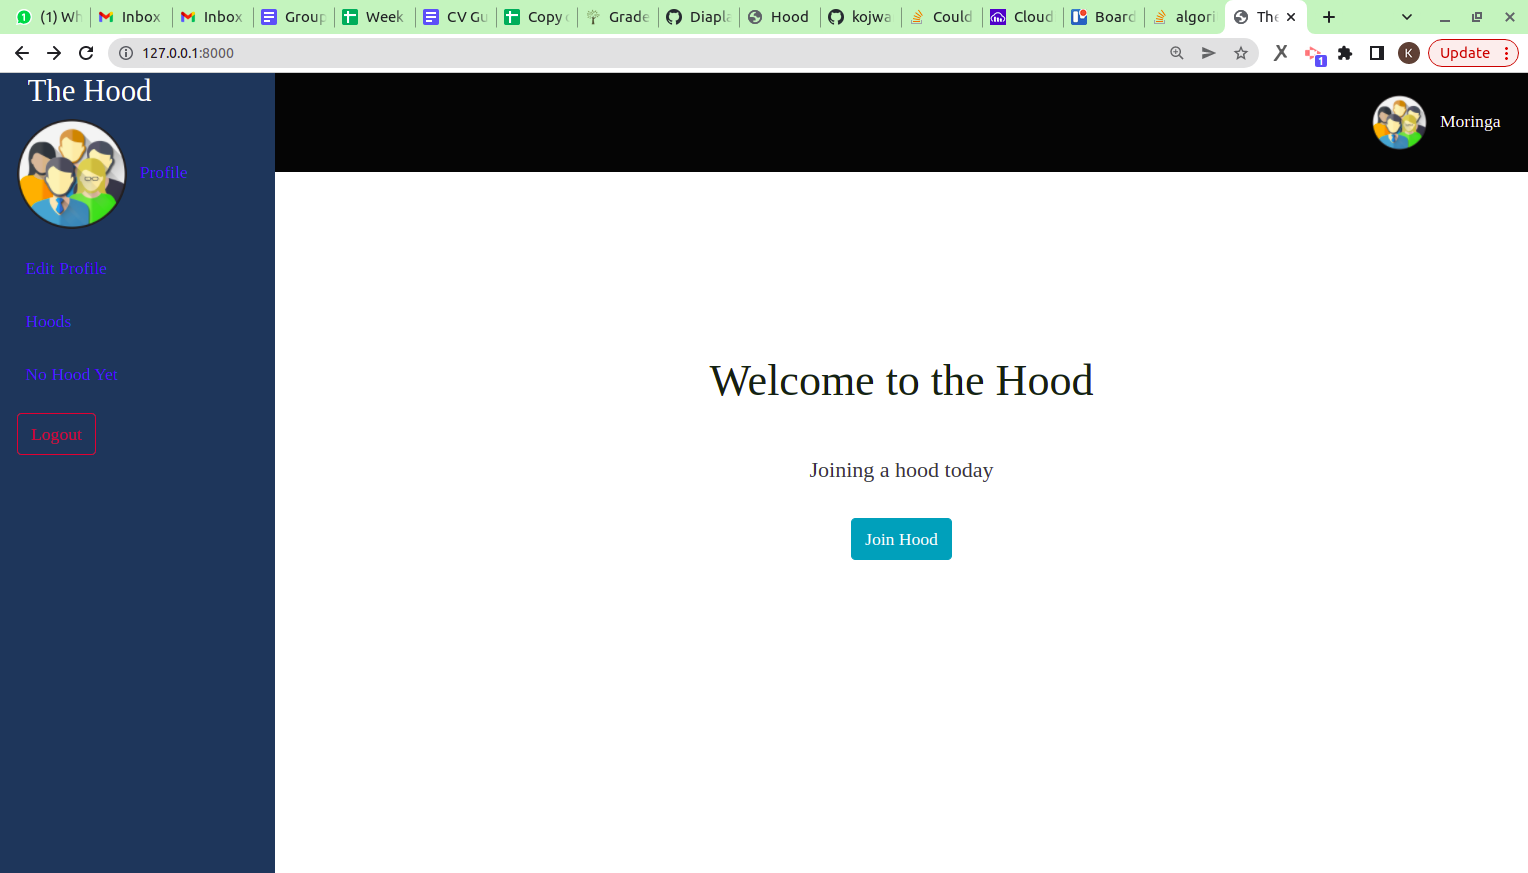 (1) Wh
Inbox
Inbox
Group
Week
CV Gu
Copy o
Grade
Diapla
Hood
kojwa
Could
Cloud
Board
algori
The
127.0.0.1:8000
1
K
Update
The Hood
Moringa
Profile
Edit Profile
Hoods
No Hood Yet
Logout
Welcome to the Hood
Joining a hood today
Join Hood